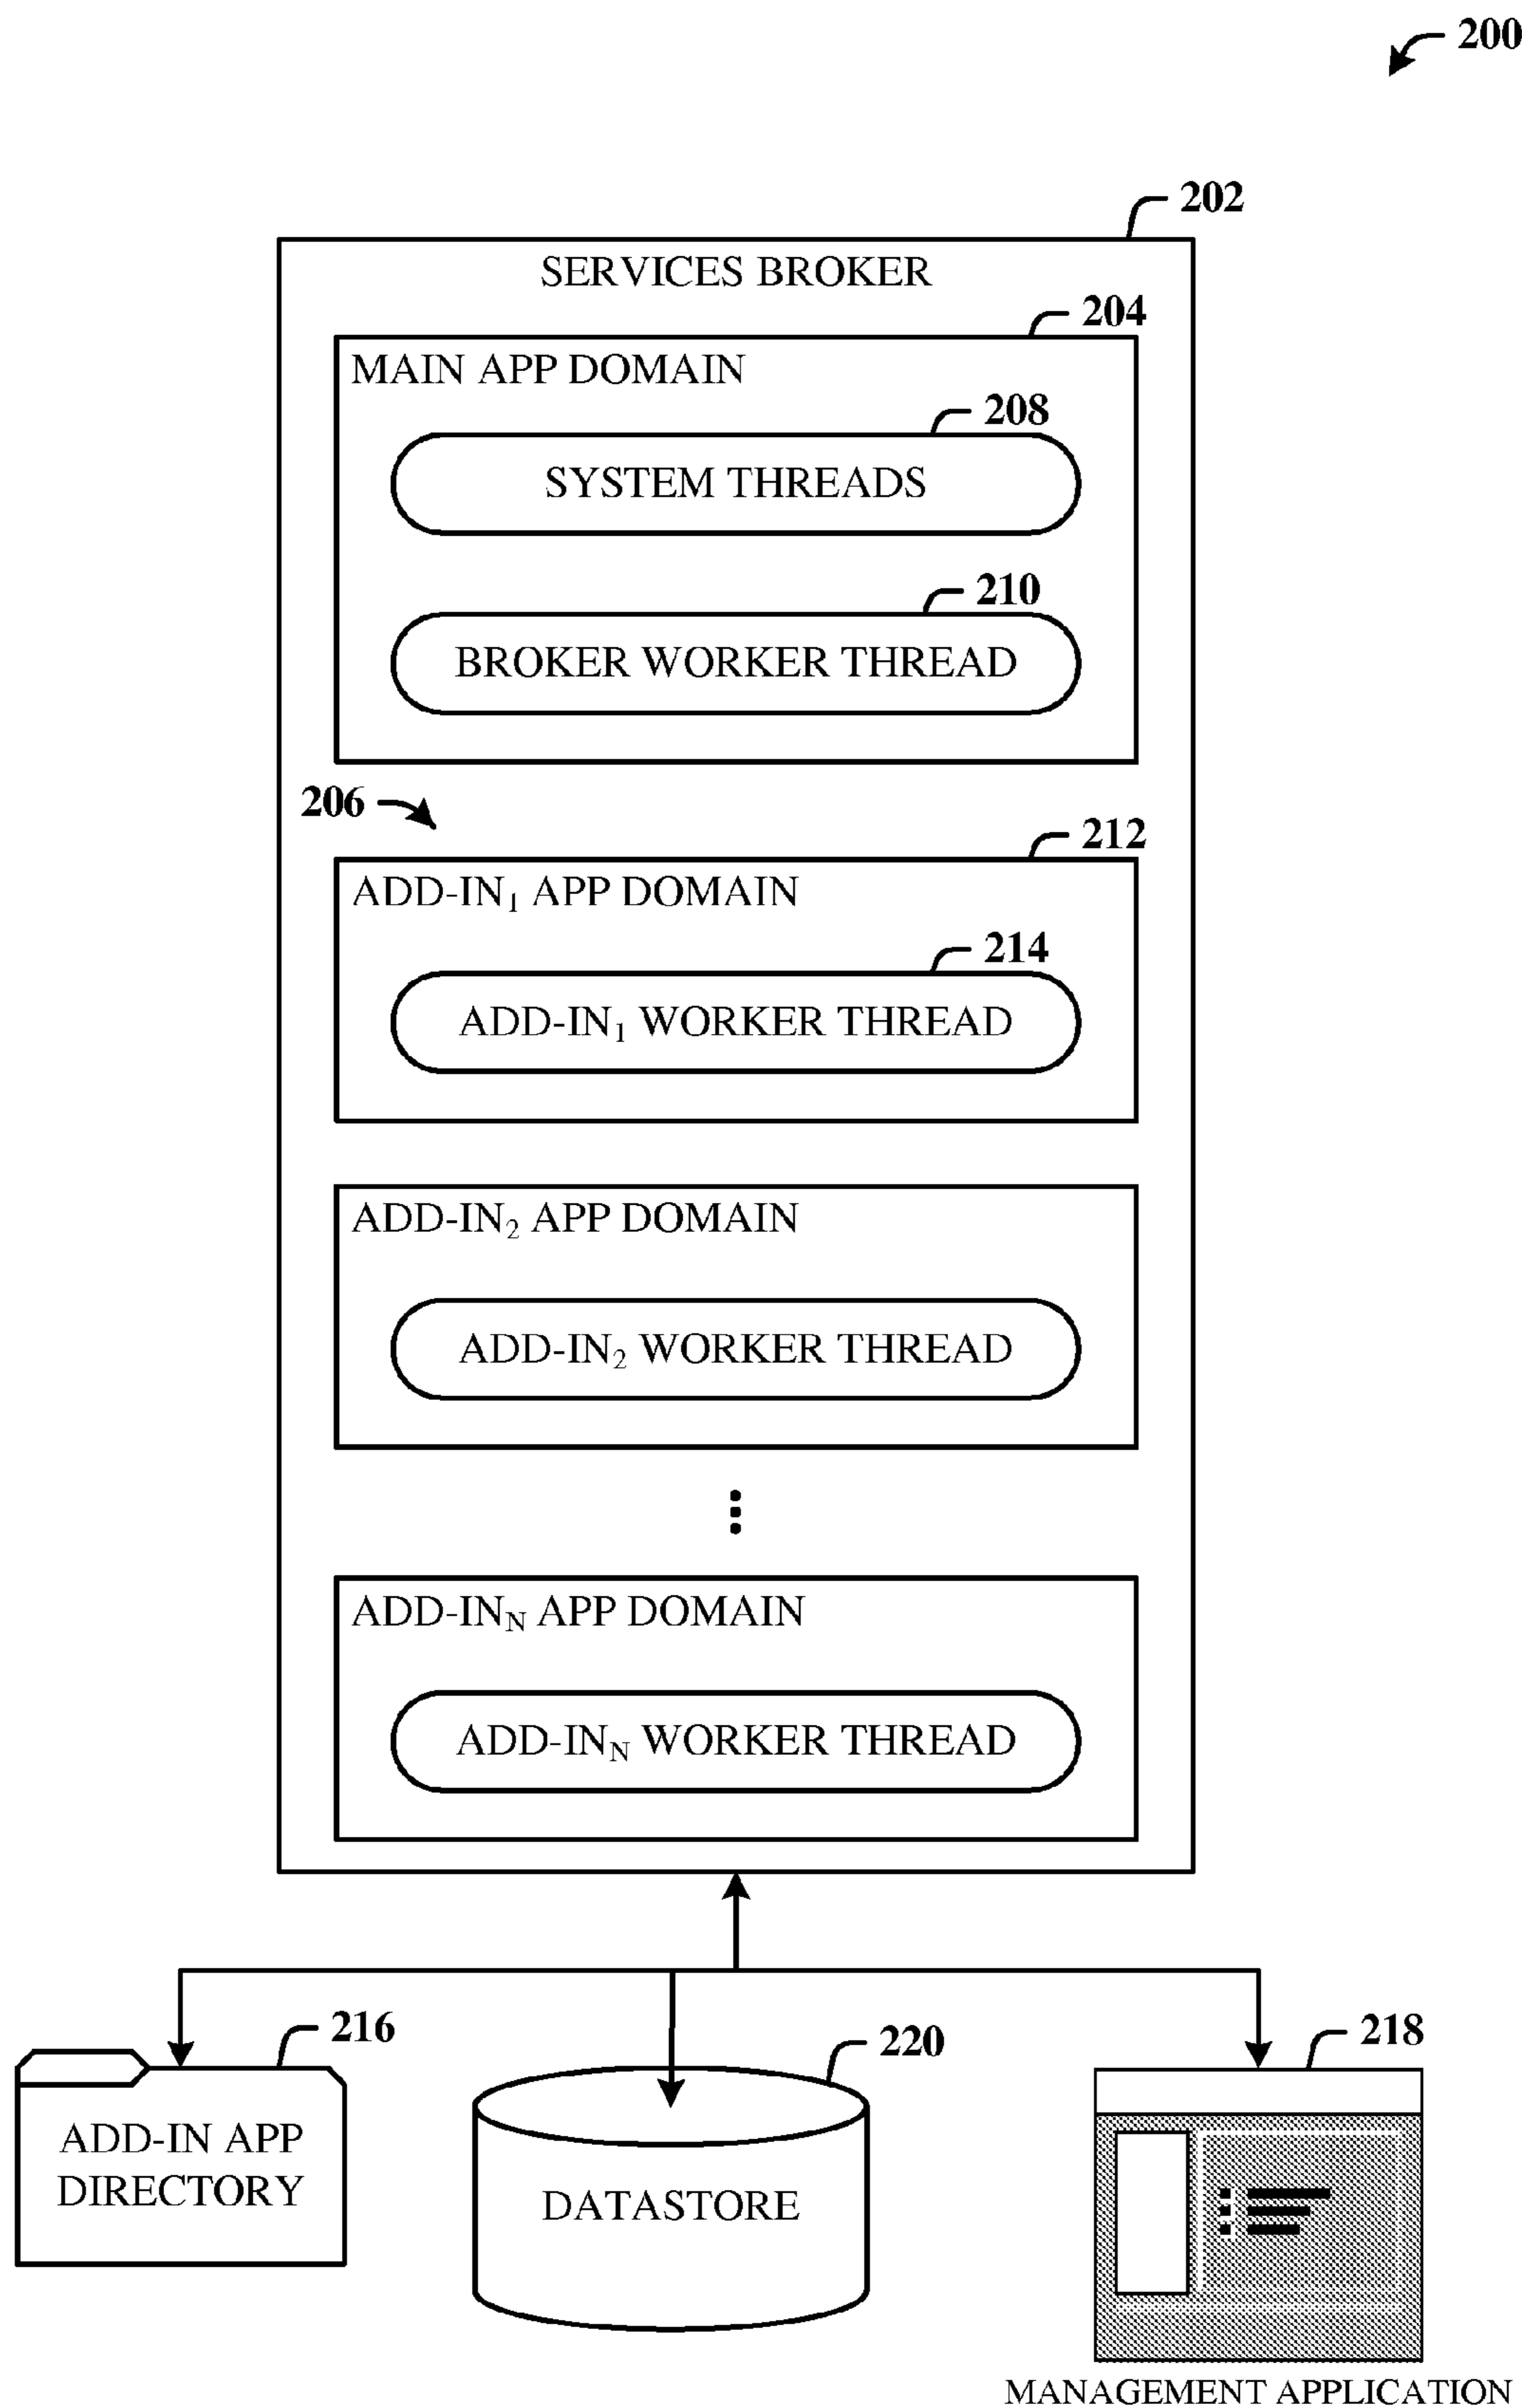 200
202
SERVICES BROKER
204
MAIN APP DOMAIN
208
SYSTEM THREADS
210
BROKER WORKER THREAD
206
212
ADD-IN₁ APP DOMAIN
214
ADD-IN₁ WORKER THREAD
ADD-IN₂ APP DOMAIN
ADD-IN₂ WORKER THREAD
ADD-IN_N APP DOMAIN
ADD-IN_N WORKER THREAD
216
220
218
ADD-IN APP
DIRECTORY
DATASTORE
MANAGEMENT APPLICATION